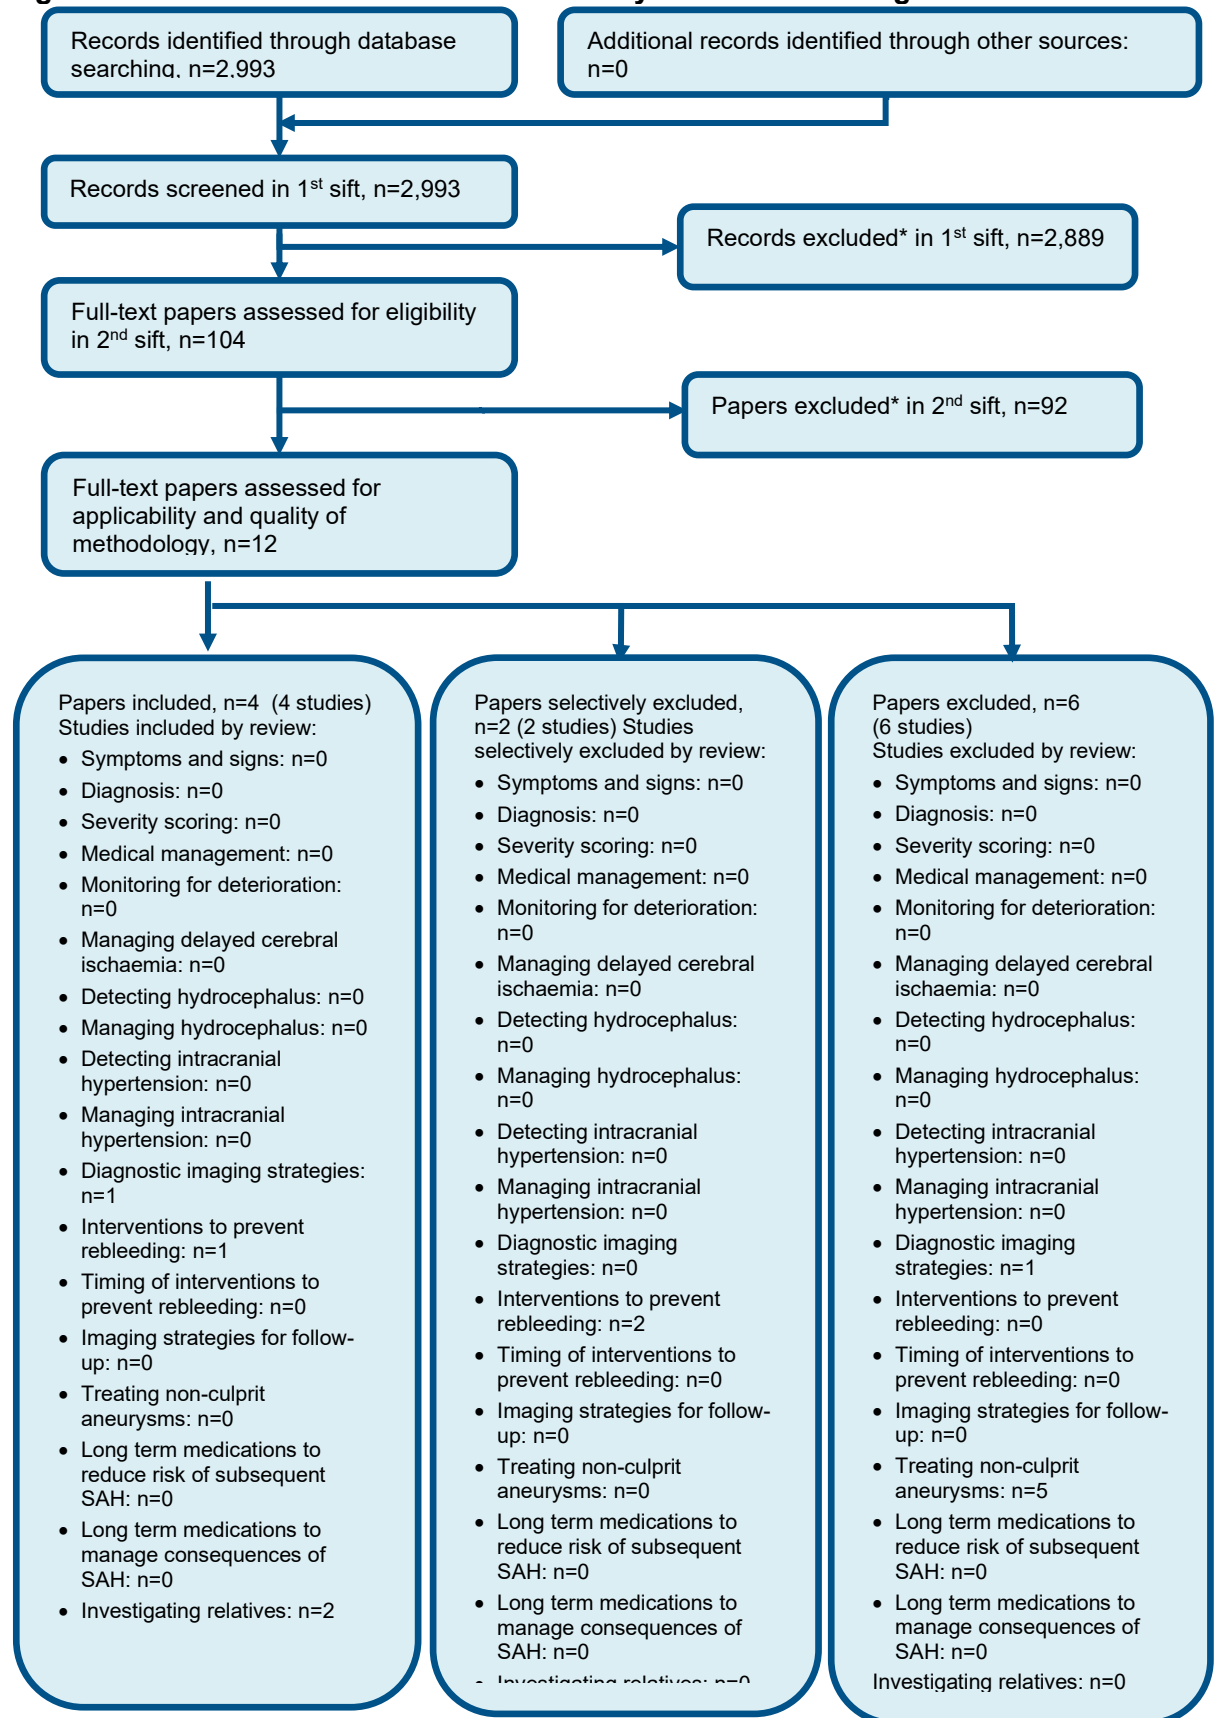 Records identified through database
searching, n=2,993
Additional records identified through other sources:
n=0
Records screened in 1st sift, n=2,993
Records excluded* in 1st sift, n=2,889
Full-text papers assessed for eligibility
in 2nd sift, n=104
Papers excluded* in 2nd sift, n=92
Full-text papers assessed for
applicability and quality of
methodology, n=12
Papers included, n=4 (4 studies)
Studies included by review:
• Symptoms and signs: n=0
• Diagnosis: n=0
• Severity scoring: n=0
• Medical management: n=0
• Monitoring for deterioration:
n=0
• Managing delayed cerebral
ischaemia: n=0
• Detecting hydrocephalus: n=0
• Managing hydrocephalus: n=0
• Detecting intracranial
hypertension: n=0
• Managing intracranial
hypertension: n=0
• Diagnostic imaging strategies:
n=1
• Interventions to prevent
rebleeding: n=1
• Timing of interventions to
prevent rebleeding: n=0
• Imaging strategies for follow-
up: n=0
• Treating non-culprit
aneurysms: n=0
• Long term medications to
reduce risk of subsequent
SAH: n=0
• Long term medications to
manage consequences of
SAH: n=0
• Investigating relatives: n=2
Papers selectively excluded,
n=2 (2 studies) Studies
selectively excluded by review:
• Symptoms and signs: n=0
• Diagnosis: n=0
• Severity scoring: n=0
• Medical management: n=0
• Monitoring for deterioration:
n=0
• Managing delayed cerebral
ischaemia: n=0
• Detecting hydrocephalus:
n=0
• Managing hydrocephalus:
n=0
• Detecting intracranial
hypertension: n=0
• Managing intracranial
hypertension: n=0
• Diagnostic imaging
strategies: n=0
• Interventions to prevent
rebleeding: n=2
• Timing of interventions to
prevent rebleeding: n=0
• Imaging strategies for follow-
up: n=0
• Treating non-culprit
aneurysms: n=0
• Long term medications to
reduce risk of subsequent
SAH: n=0
• Long term medications to
manage consequences of
SAH: n=0
• Investigating relatives: n=0
Papers excluded, n=6
(6 studies)
Studies excluded by review:
• Symptoms and signs: n=0
• Diagnosis: n=0
• Severity scoring: n=0
• Medical management: n=0
• Monitoring for deterioration:
n=0
• Managing delayed cerebral
ischaemia: n=0
• Detecting hydrocephalus:
n=0
• Managing hydrocephalus:
n=0
• Detecting intracranial
hypertension: n=0
• Managing intracranial
hypertension: n=0
• Diagnostic imaging
strategies: n=1
• Interventions to prevent
rebleeding: n=0
• Timing of interventions to
prevent rebleeding: n=0
• Imaging strategies for follow-
up: n=0
• Treating non-culprit
aneurysms: n=5
• Long term medications to
reduce risk of subsequent
SAH: n=0
• Long term medications to
manage consequences of
SAH: n=0
Investigating relatives: n=0